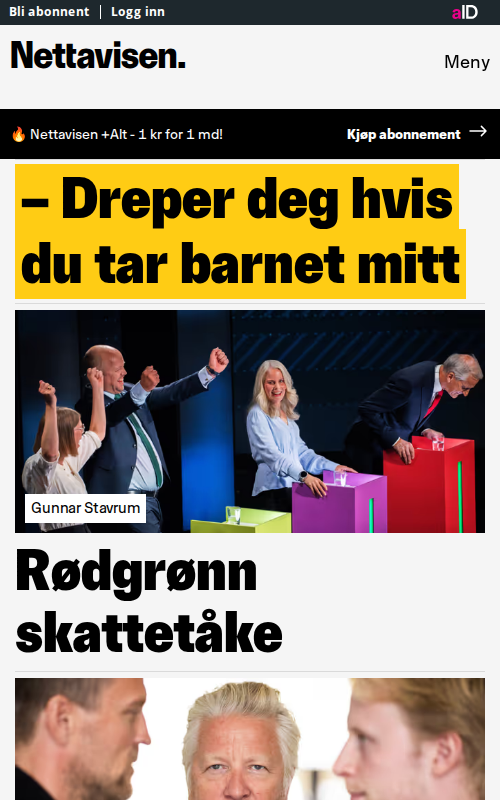 Bli abonnent | Logg inn
aID
Nettavisen.
Meny
🔥 Nettavisen +Alt - 1 kr for 1 md!
Kjøp abonnement →
– Dreper deg hvis
du tar barnet mitt
Gunnar Stavrum
Rødgrønn
skattetåke